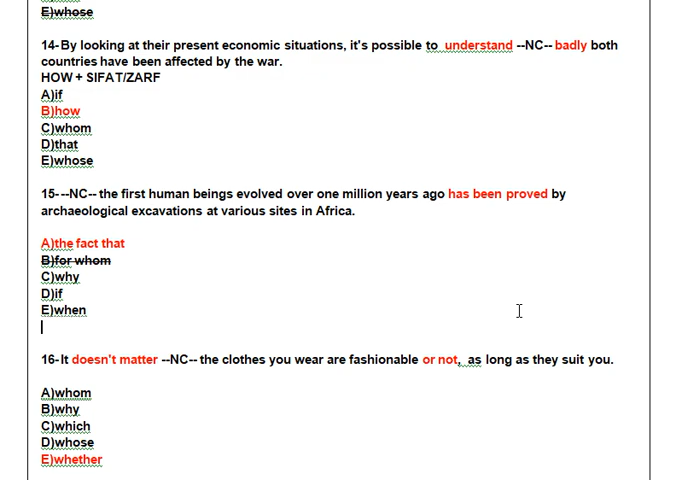 E)whose
14-By looking at their present economic situations, it's possible to understand --NC-- badly both
countries have been affected by the war.
HOW + SIFAT/ZARF
A)if
B)how
C)whom
D)that
E)whose
15---NC-- the first human beings evolved over one million years ago has been proved by
archaeological excavations at various sites in Africa.
A)the fact that
B)for whom
C)why
D)if
E)when
16-It doesn't matter --NC-- the clothes you wear are fashionable or not, as long as they suit you.
A)whom
B)why
C)which
D)whose
E)whether